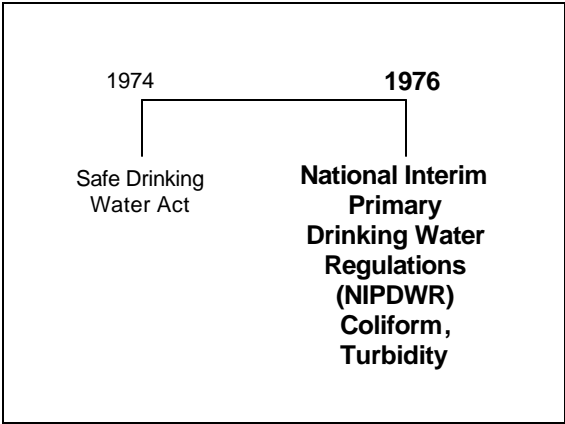 1974
1976
Safe Drinking
Water Act
National Interim
Primary
Drinking Water
Regulations
(NIPDWR)
Coliform,
Turbidity